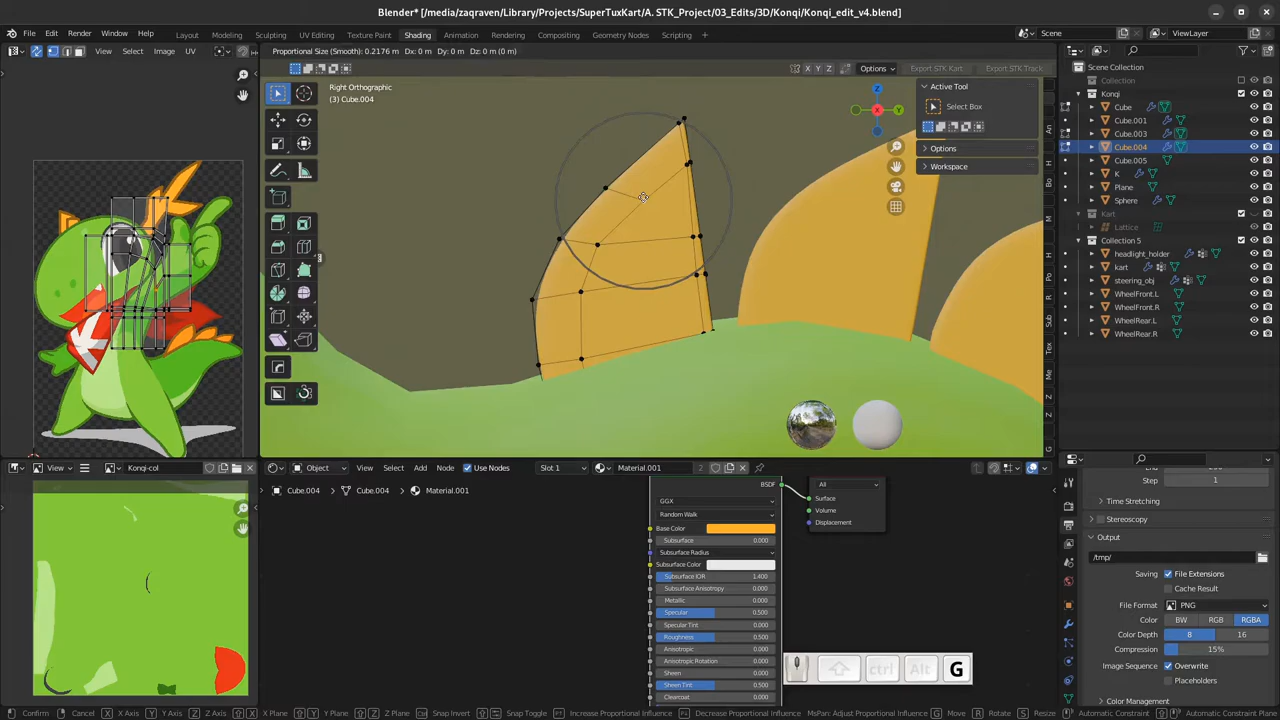 Blender* [/media/zaqraven/Library/Projects/SuperTuxKart/A. STK_Project/03_Edits/3D/Konqi/Konqi_edit_v4.blend]
File Edit Render Window Help Layout Modeling Sculpting UV Editing Texture Paint Shading Animation Rendering Compositing Geometry Nodes Scripting + Scene ViewLayer
View Select Image UV Proportional Size (Smooth): 0.2176 m Dx: 0 m Dy: 0 m Dz: 0 m (0 m)
X Y Z Options Export STK Kart Export STK Track
Right Orthographic
(3) Cube.004
Z
Y
X
Active Tool
Select Box
Options
Workspace
Scene Collection
Collection
Konqi
Cube
Cube.001
Cube.003
Cube.004
Cube.005
K
Plane
Sphere
Kart
Lattice
Collection 5
headlight_holder
kart
steering_obj
WheelFront.L
WheelFront.R
WheelRear.L
WheelRear.R
View Konqi-col Object View Select Add Node Use Nodes Slot 1 Material.001 2
Cube.004 Cube.004 Material.001
BSDF
GGX
Random Walk
Base Color
Subsurface 0.000
Subsurface Radius
Subsurface Color
Subsurface IOR 1.400
Subsurface Anisotropy 0.000
Metallic 0.000
Specular 0.500
Specular Tint 0.000
Roughness 0.500
Anisotropic 0.000
Anisotropic Rotation 0.000
Sheen 0.000
Sheen Tint 0.500
Clearcoat 0.000
All
Surface
Volume
Displacement
ctrl Alt G
Step 1
Time Stretching
Stereoscopy
Output
/tmp/
Saving File Extensions
Cache Result
File Format PNG
Color BW RGB RGBA
Color Depth 8 16
Compression 15%
Image Sequence Overwrite
Placeholders
Color Management
Confirm Cancel X Axis Y Axis Z Axis X Plane Y Plane Z Plane Snap Invert Snap Toggle Increase Proportional Influence Decrease Proportional Influence MsPan: Adjust Proportional Influence G Move R Rotate S Resize Automatic Constraint Automatic Constraint